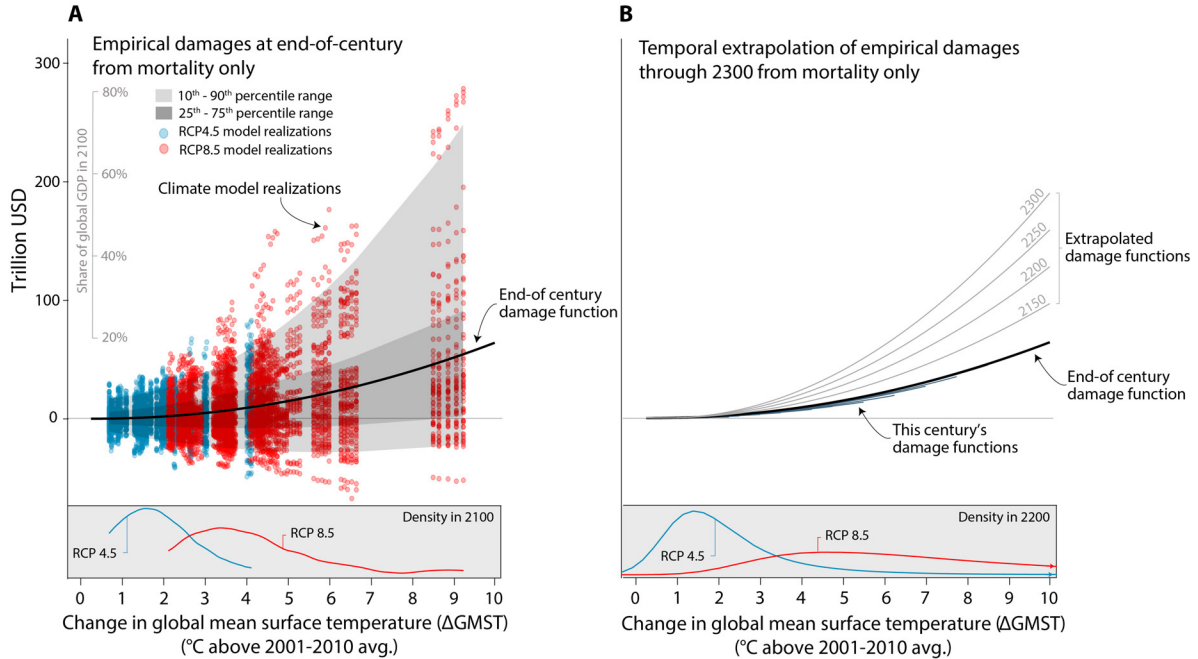 A
Empirical damages at end-of-century
from mortality only
300
200
100
0
Trillion USD
80%
60%
40%
20%
Share of global GDP in 2100
10th - 90th percentile range
25th - 75th percentile range
RCP4.5 model realizations
RCP8.5 model realizations
Climate model realizations
End-of century
damage function
Density in 2100
RCP 4.5
RCP 8.5
0 1 2 3 4 5 6 7 8 9 10
Change in global mean surface temperature (ΔGMST)
(°C above 2001-2010 avg.)
B
Temporal extrapolation of empirical damages
through 2300 from mortality only
2300
2250
2200
2150
Extrapolated
damage functions
End-of century
damage function
This century's
damage functions
Density in 2200
RCP 4.5
RCP 8.5
0 1 2 3 4 5 6 7 8 9 10
Change in global mean surface temperature (ΔGMST)
(°C above 2001-2010 avg.)